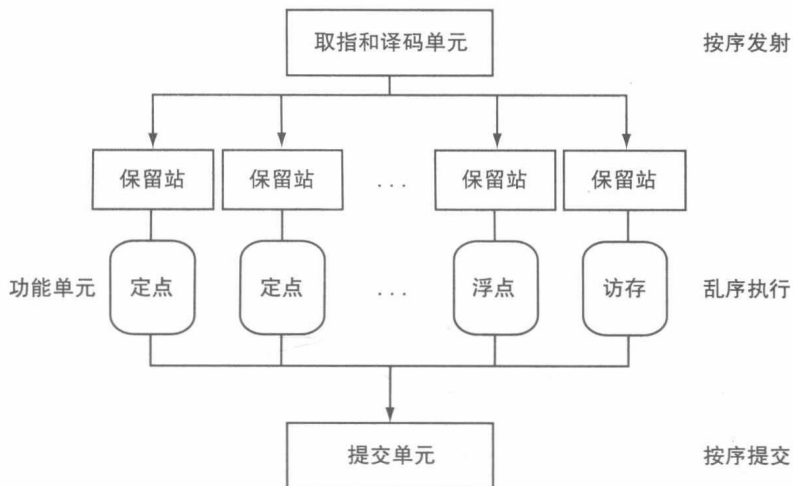 取指和译码单元
按序发射
保留站
保留站
...
保留站
保留站
功能单元
定点
定点
...
浮点
访存
乱序执行
提交单元
按序提交